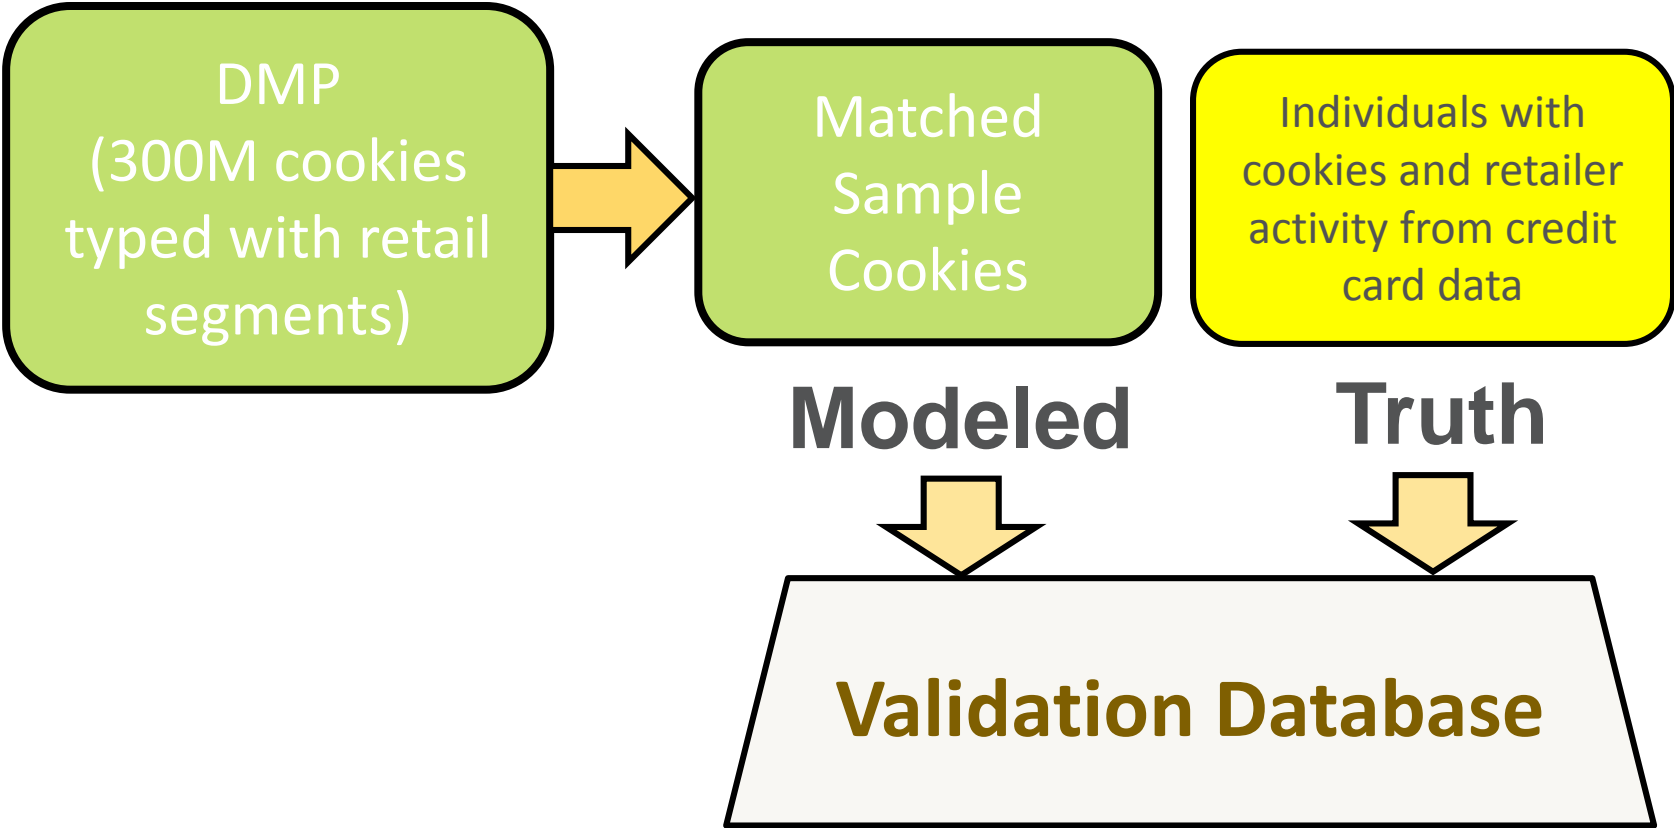 DMP
(300M cookies
typed with retail
segments)
Matched
Sample
Cookies
Individuals with
cookies and retailer
activity from credit
card data
Modeled
Truth
Validation Database